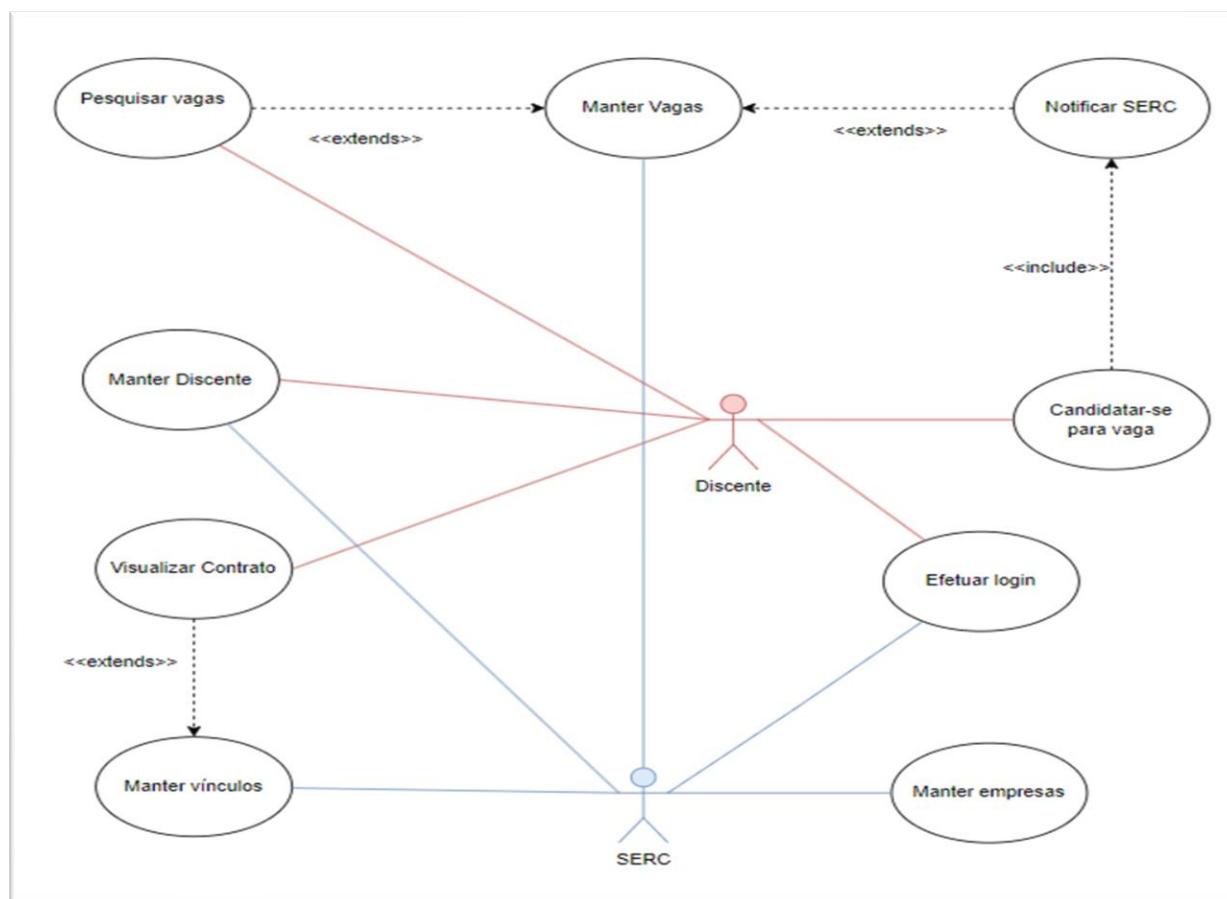 Pesquisar vagas
Manter Vagas
Notificar SERC
<<extends>>
<<extends>>
<<include>>
Manter Discente
Candidatar-se
para vaga
Discente
Visualizar Contrato
Efetuar login
<<extends>>
Manter vínculos
Manter empresas
SERC